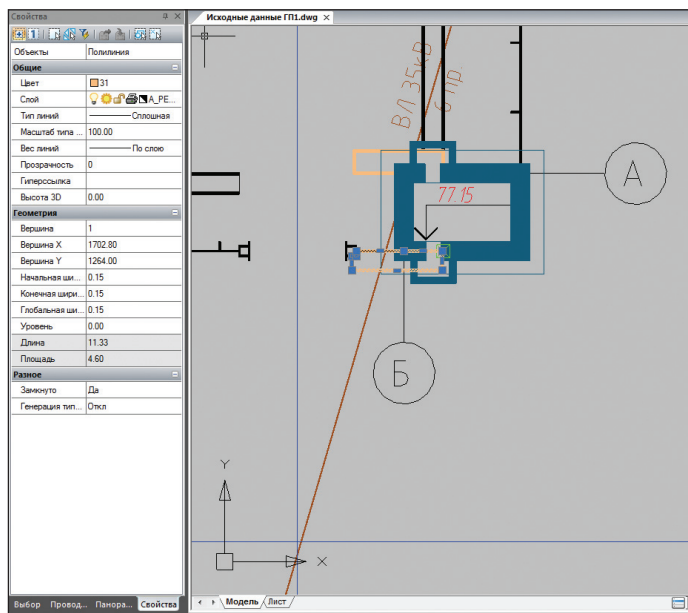 Свойства
Объекты Полилиния
Общие
Цвет 31
Слой A_PE...
Тип линий Сплошная
Масштаб типа ... 100.00
Вес линий По слою
Прозрачность 0
Гиперссылка
Высота 3D 0.00
Геометрия
Вершина 1
Вершина X 1702.80
Вершина Y 1264.00
Начальная ши... 0.15
Конечная шири... 0.15
Глобальная ши... 0.15
Уровень 0.00
Длина 11.33
Площадь 4.60
Разное
Замкнуто Да
Генерация тип... Откл
Выбор Провод... Панора... Свойства
Исходные данные ГП1.dwg
ВЛ 35кВ
6 пр.
77.15
А
Б
Y
X
Модель Лист